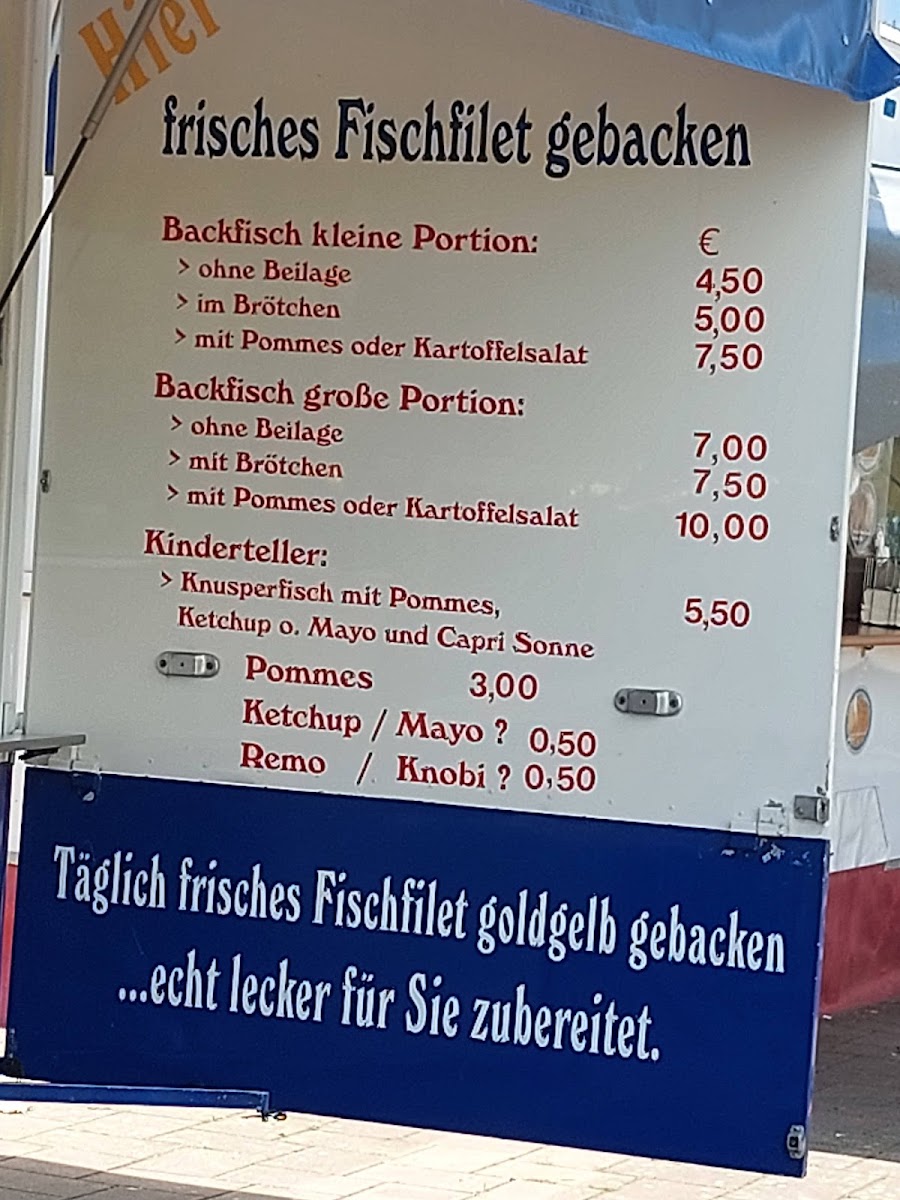 Hier
frisches Fischfilet gebacken
Backfisch kleine Portion: €
> ohne Beilage 4,50
> im Brötchen 5,00
> mit Pommes oder Kartoffelsalat 7,50
Backfisch große Portion:
> ohne Beilage 7,00
> mit Brötchen 7,50
> mit Pommes oder Kartoffelsalat 10,00
Kinderteller:
> Knusperfisch mit Pommes, 5,50
Ketchup o. Mayo und Capri Sonne
Pommes 3,00
Ketchup / Mayo ? 0,50
Remo / Knobi ? 0,50
Täglich frisches Fischfilet goldgelb gebacken
...echt lecker für Sie zubereitet.